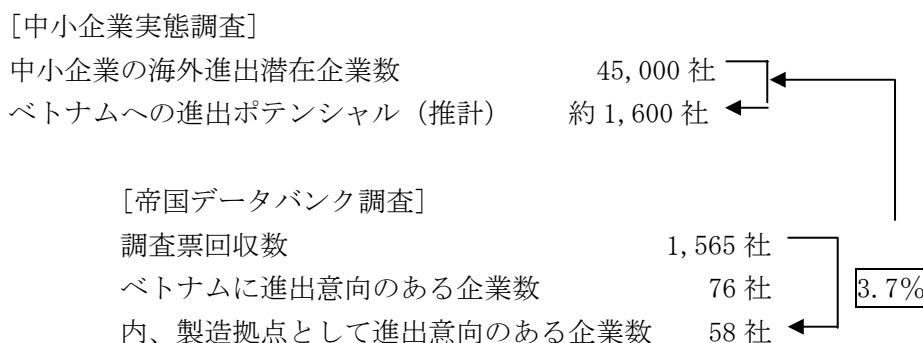 [中小企業実態調査]
中小企業の海外進出潜在企業数 45,000 社
ベトナムへの進出ポテンシャル（推計） 約 1,600 社
[帝国データバンク調査]
調査票回収数 1,565 社
ベトナムに進出意向のある企業数 76 社
3.7%
内、製造拠点として進出意向のある企業数 58 社